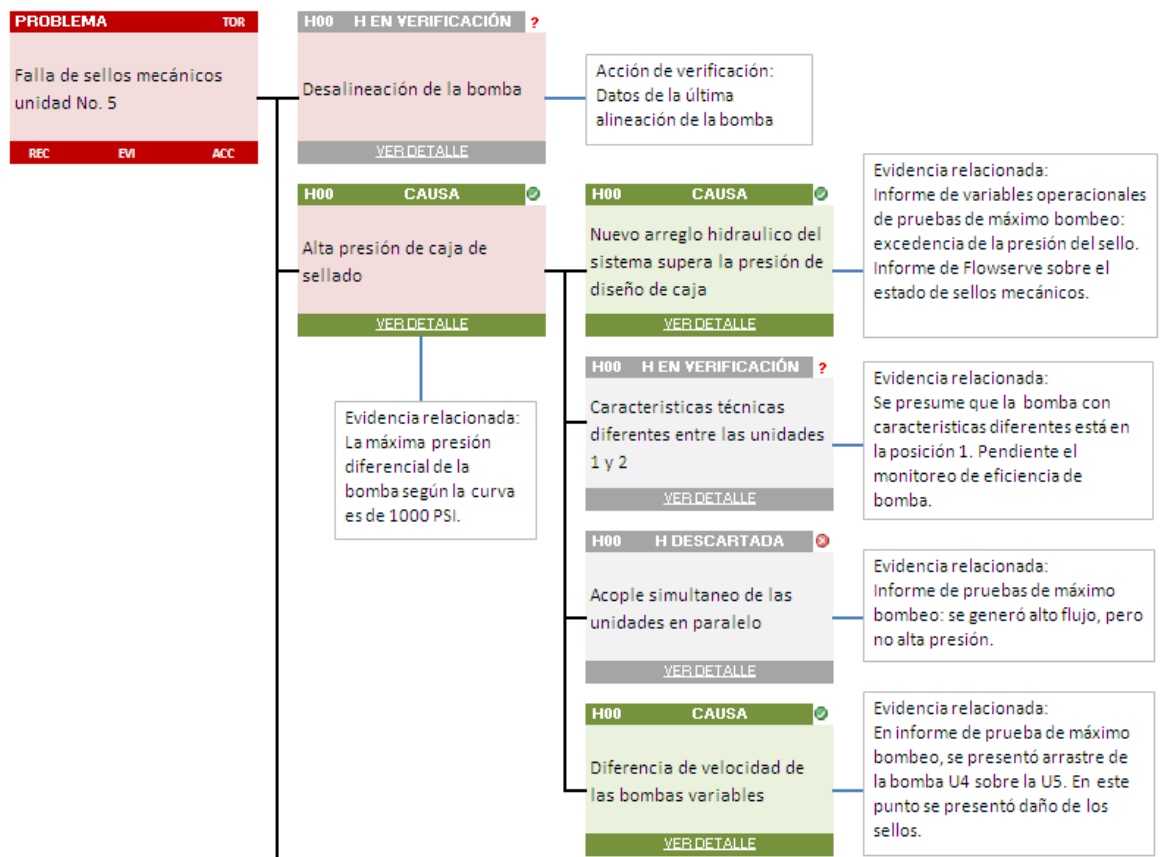 PROBLEMA TOR
Falla de sellos mecánicos
unidad No. 5
REC EVI ACC
H00 H EN VERIFICACIÓN ?
Desalineación de la bomba
VER DETALLE
Acción de verificación:
Datos de la última
alineación de la bomba
H00 CAUSA
Alta presión de caja de
sellado
VER DETALLE
Evidencia relacionada:
La máxima presión
diferencial de la
bomba según la curva
es de 1000 PSI.
H00 CAUSA
Nuevo arreglo hidraulico del
sistema supera la presión de
diseño de caja
VER DETALLE
Evidencia relacionada:
Informe de variables operacionales
de pruebas de máximo bombeo:
excedencia de la presión del sello.
Informe de Flowserve sobre el
estado de sellos mecánicos.
H00 H EN VERIFICACIÓN ?
Caracteristicas técnicas
diferentes entre las unidades
1 y 2
VER DETALLE
Evidencia relacionada:
Se presume que la bomba con
caracteristicas diferentes está en
la posición 1. Pendiente el
monitoreo de eficiencia de
bomba.
H00 H DESCARTADA
Acople simultaneo de las
unidades en paralelo
VER DETALLE
Evidencia relacionada:
Informe de pruebas de máximo
bombeo: se generó alto flujo, pero
no alta presión.
H00 CAUSA
Diferencia de velocidad de
las bombas variables
VER DETALLE
Evidencia relacionada:
En informe de prueba de máximo
bombeo, se presentó arrastre de
la bomba U4 sobre la U5. En este
punto se presentó daño de los
sellos.